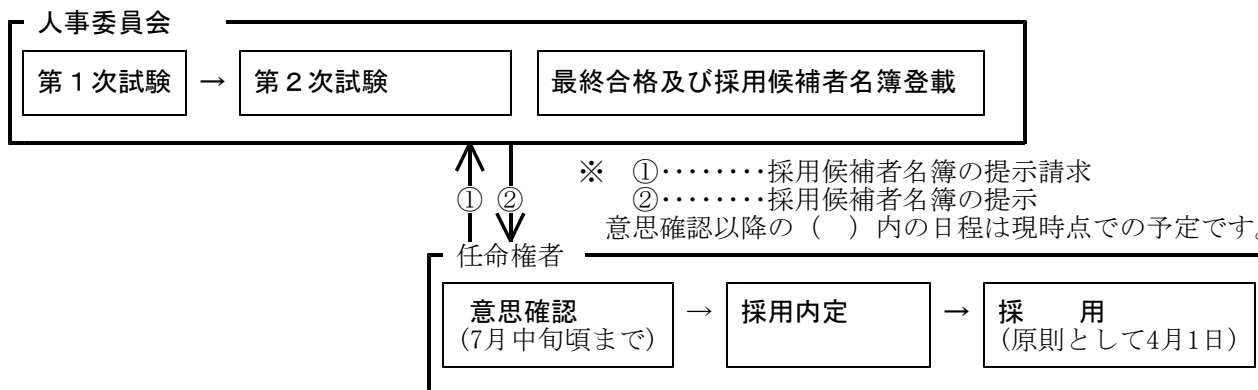 人事委員会
第1次試験 → 第2次試験 最終合格及び採用候補者名簿登載
① ② ※ ①‥‥‥‥採用候補者名簿の提示請求
②‥‥‥‥採用候補者名簿の提示
意思確認以降の（ ）内の日程は現時点での予定です。
任命権者
意思確認 → 採用内定 → 採 用
(7月中旬頃まで) (原則として4月1日)